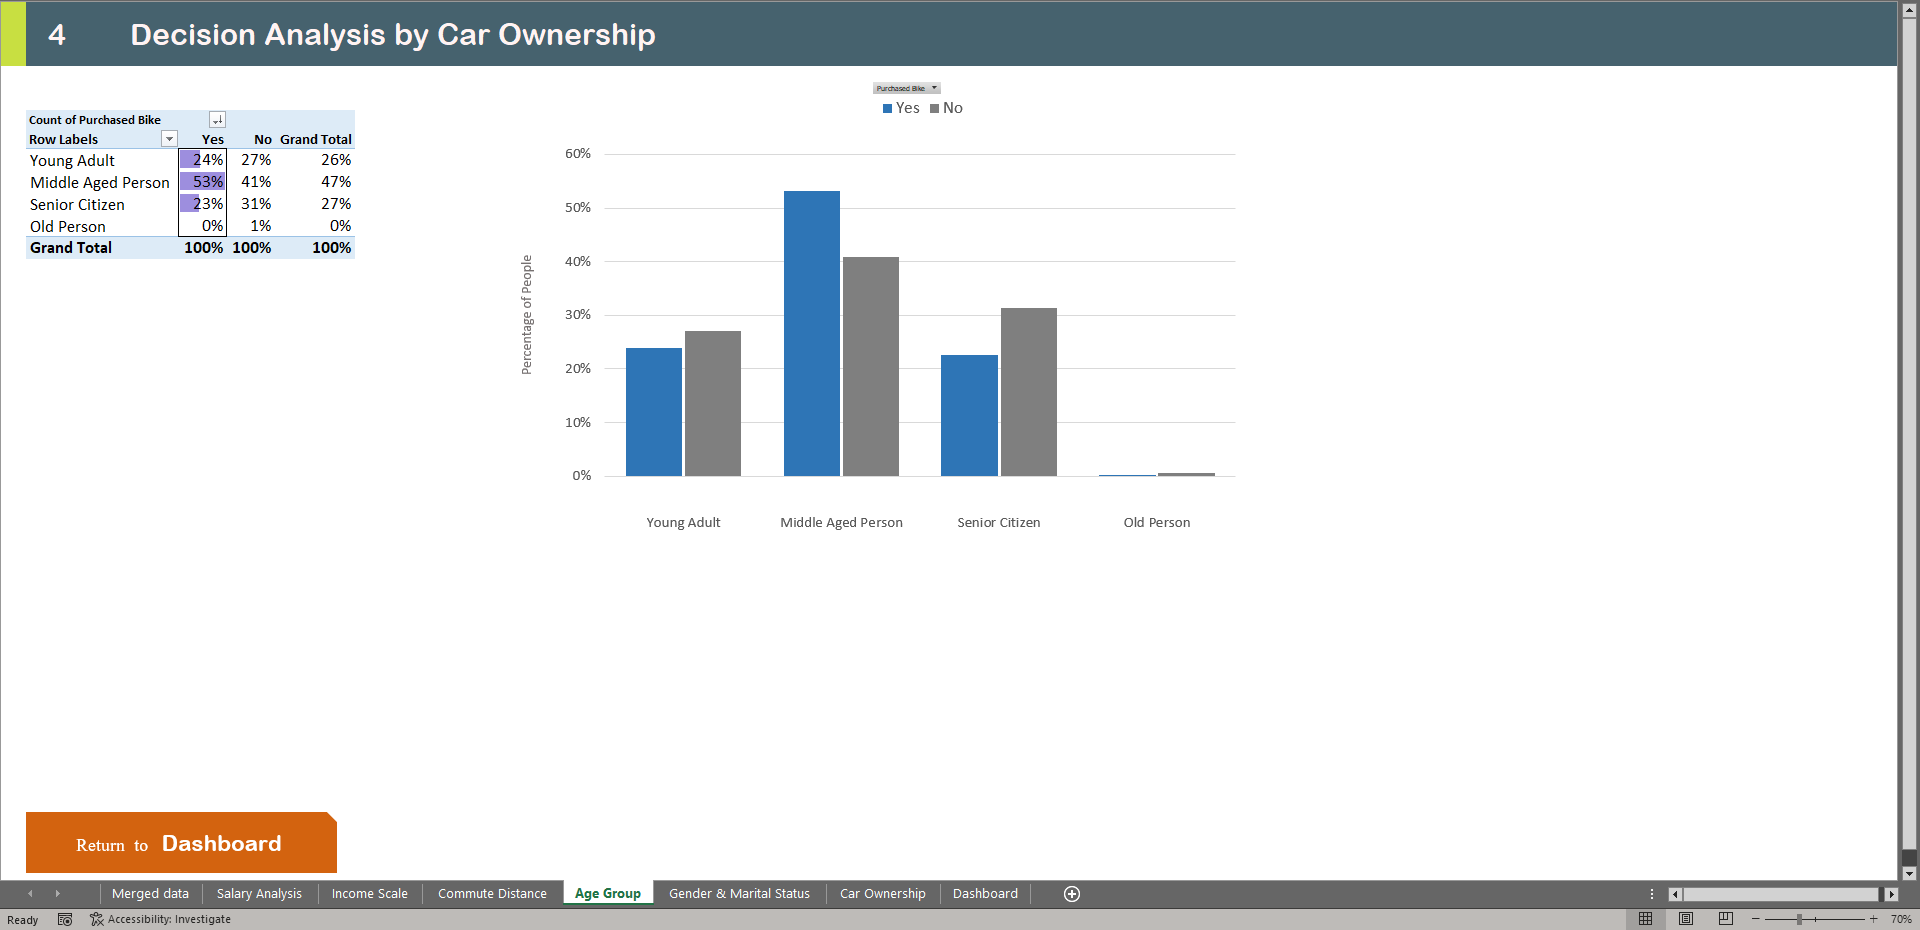 4 Decision Analysis by Car Ownership
Count of Purchased Bike
Row Labels Yes No Grand Total
Young Adult 24% 27% 26%
Middle Aged Person 53% 41% 47%
Senior Citizen 23% 31% 27%
Old Person 0% 1% 0%
Grand Total 100% 100% 100%
Purchased Bike
Yes No
Percentage of People
60%
50%
40%
30%
20%
10%
0%
Young Adult Middle Aged Person Senior Citizen Old Person
Return to Dashboard
Merged data Salary Analysis Income Scale Commute Distance Age Group Gender & Marital Status Car Ownership Dashboard
Ready Accessibility: Investigate 70%